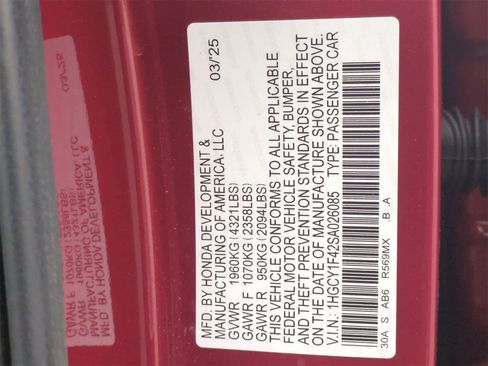 MFD. BY HONDA DEVELOPMENT &
MANUFACTURING OF AMERICA, LLC
03/25
GVWR 1960KG(4321LBS)
GAWR F 1070KG(2358LBS)
GAWR R 950KG(2094LBS)
THIS VEHICLE CONFORMS TO ALL APPLICABLE
FEDERAL MOTOR VEHICLE SAFETY, BUMPER,
AND THEFT PREVENTION STANDARDS IN EFFECT
ON THE DATE OF MANUFACTURE SHOWN ABOVE.
V.I.N.: 1HGCY1F42SA026085 TYPE: PASSENGER CAR
30A S AB6 R569MX .B .A